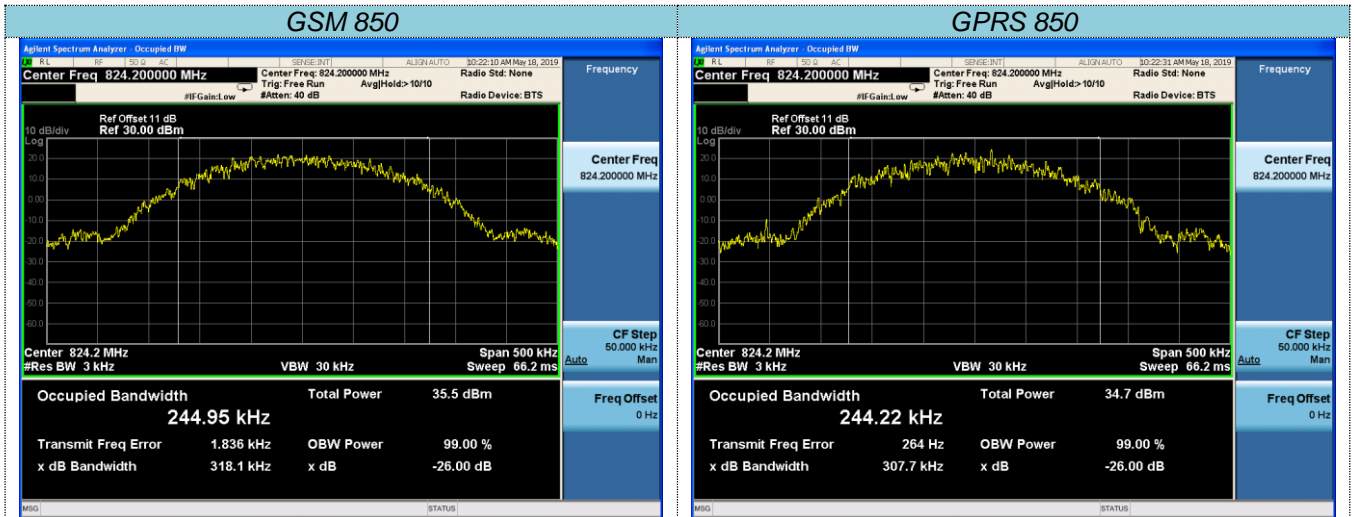 GSM 850
Agilent Spectrum Analyzer - Occupied BW
LXI RL RF 50 Ω AC SENSE:INT ALIGN AUTO 10:22:10 AM May 18, 2019
Center Freq 824.200000 MHz
Center Freq: 824.200000 MHz Radio Std: None
Trig: Free Run Avg|Hold:> 10/10
#IFGain:Low #Atten: 40 dB Radio Device: BTS
Ref Offset 11 dB
10 dB/div Ref 30.00 dBm
Log
20.0
10.0
0.00
-10.0
-20.0
-30.0
-40.0
-50.0
-60.0
Center 824.2 MHz Span 500 kHz
#Res BW 3 kHz VBW 30 kHz Sweep 66.2 ms
Occupied Bandwidth Total Power 35.5 dBm
244.95 kHz
Transmit Freq Error 1.836 kHz OBW Power 99.00 %
x dB Bandwidth 318.1 kHz x dB -26.00 dB
MSG STATUS
Frequency
Center Freq
824.200000 MHz
CF Step
50.000 kHz
Auto Man
Freq Offset
0 Hz
GPRS 850
Agilent Spectrum Analyzer - Occupied BW
LXI RL RF 50 Ω AC SENSE:INT ALIGN AUTO 10:22:31 AM May 18, 2019
Center Freq 824.200000 MHz
Center Freq: 824.200000 MHz Radio Std: None
Trig: Free Run Avg|Hold:> 10/10
#IFGain:Low #Atten: 40 dB Radio Device: BTS
Ref Offset 11 dB
10 dB/div Ref 30.00 dBm
Log
20.0
10.0
0.00
-10.0
-20.0
-30.0
-40.0
-50.0
-60.0
Center 824.2 MHz Span 500 kHz
#Res BW 3 kHz VBW 30 kHz Sweep 66.2 ms
Occupied Bandwidth Total Power 34.7 dBm
244.22 kHz
Transmit Freq Error 264 Hz OBW Power 99.00 %
x dB Bandwidth 307.7 kHz x dB -26.00 dB
MSG STATUS
Frequency
Center Freq
824.200000 MHz
CF Step
50.000 kHz
Auto Man
Freq Offset
0 Hz